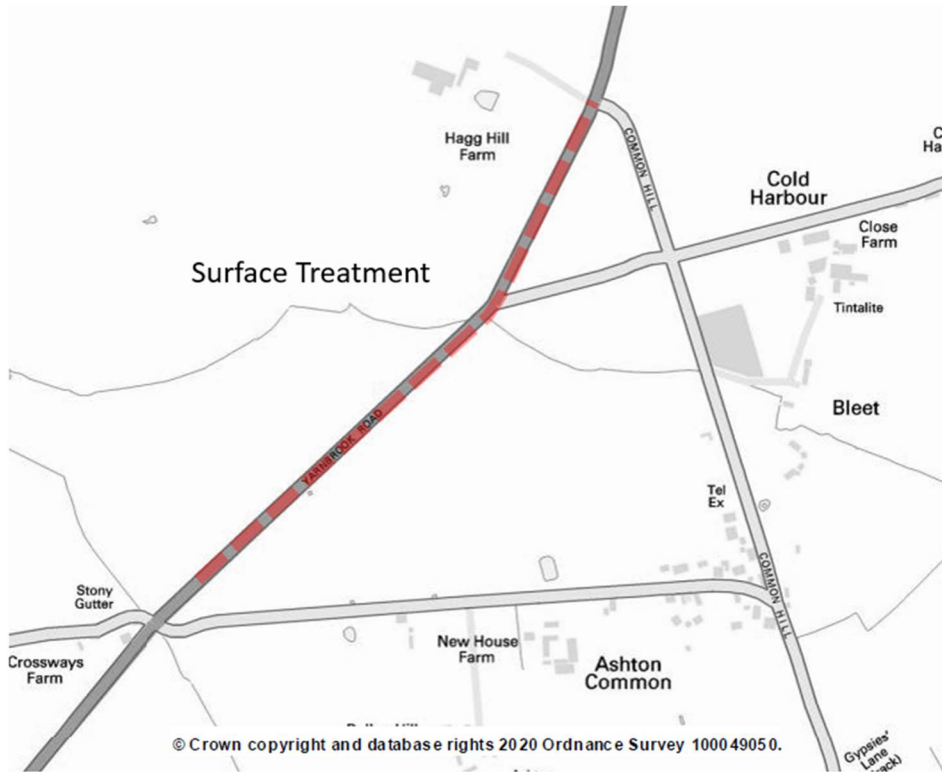 Hagg Hill
Farm
COMMON HILL
Cold
Harbour
Close
Farm
Surface Treatment
Tintalite
Bleet
YARNBROOK ROAD
Tel
Ex
COMMON HILL
Stony
Gutter
New House
Farm
Crossways
Farm
Ashton
Common
© Crown copyright and database rights 2020 Ordnance Survey 100049050.
Gypsies'
Lane